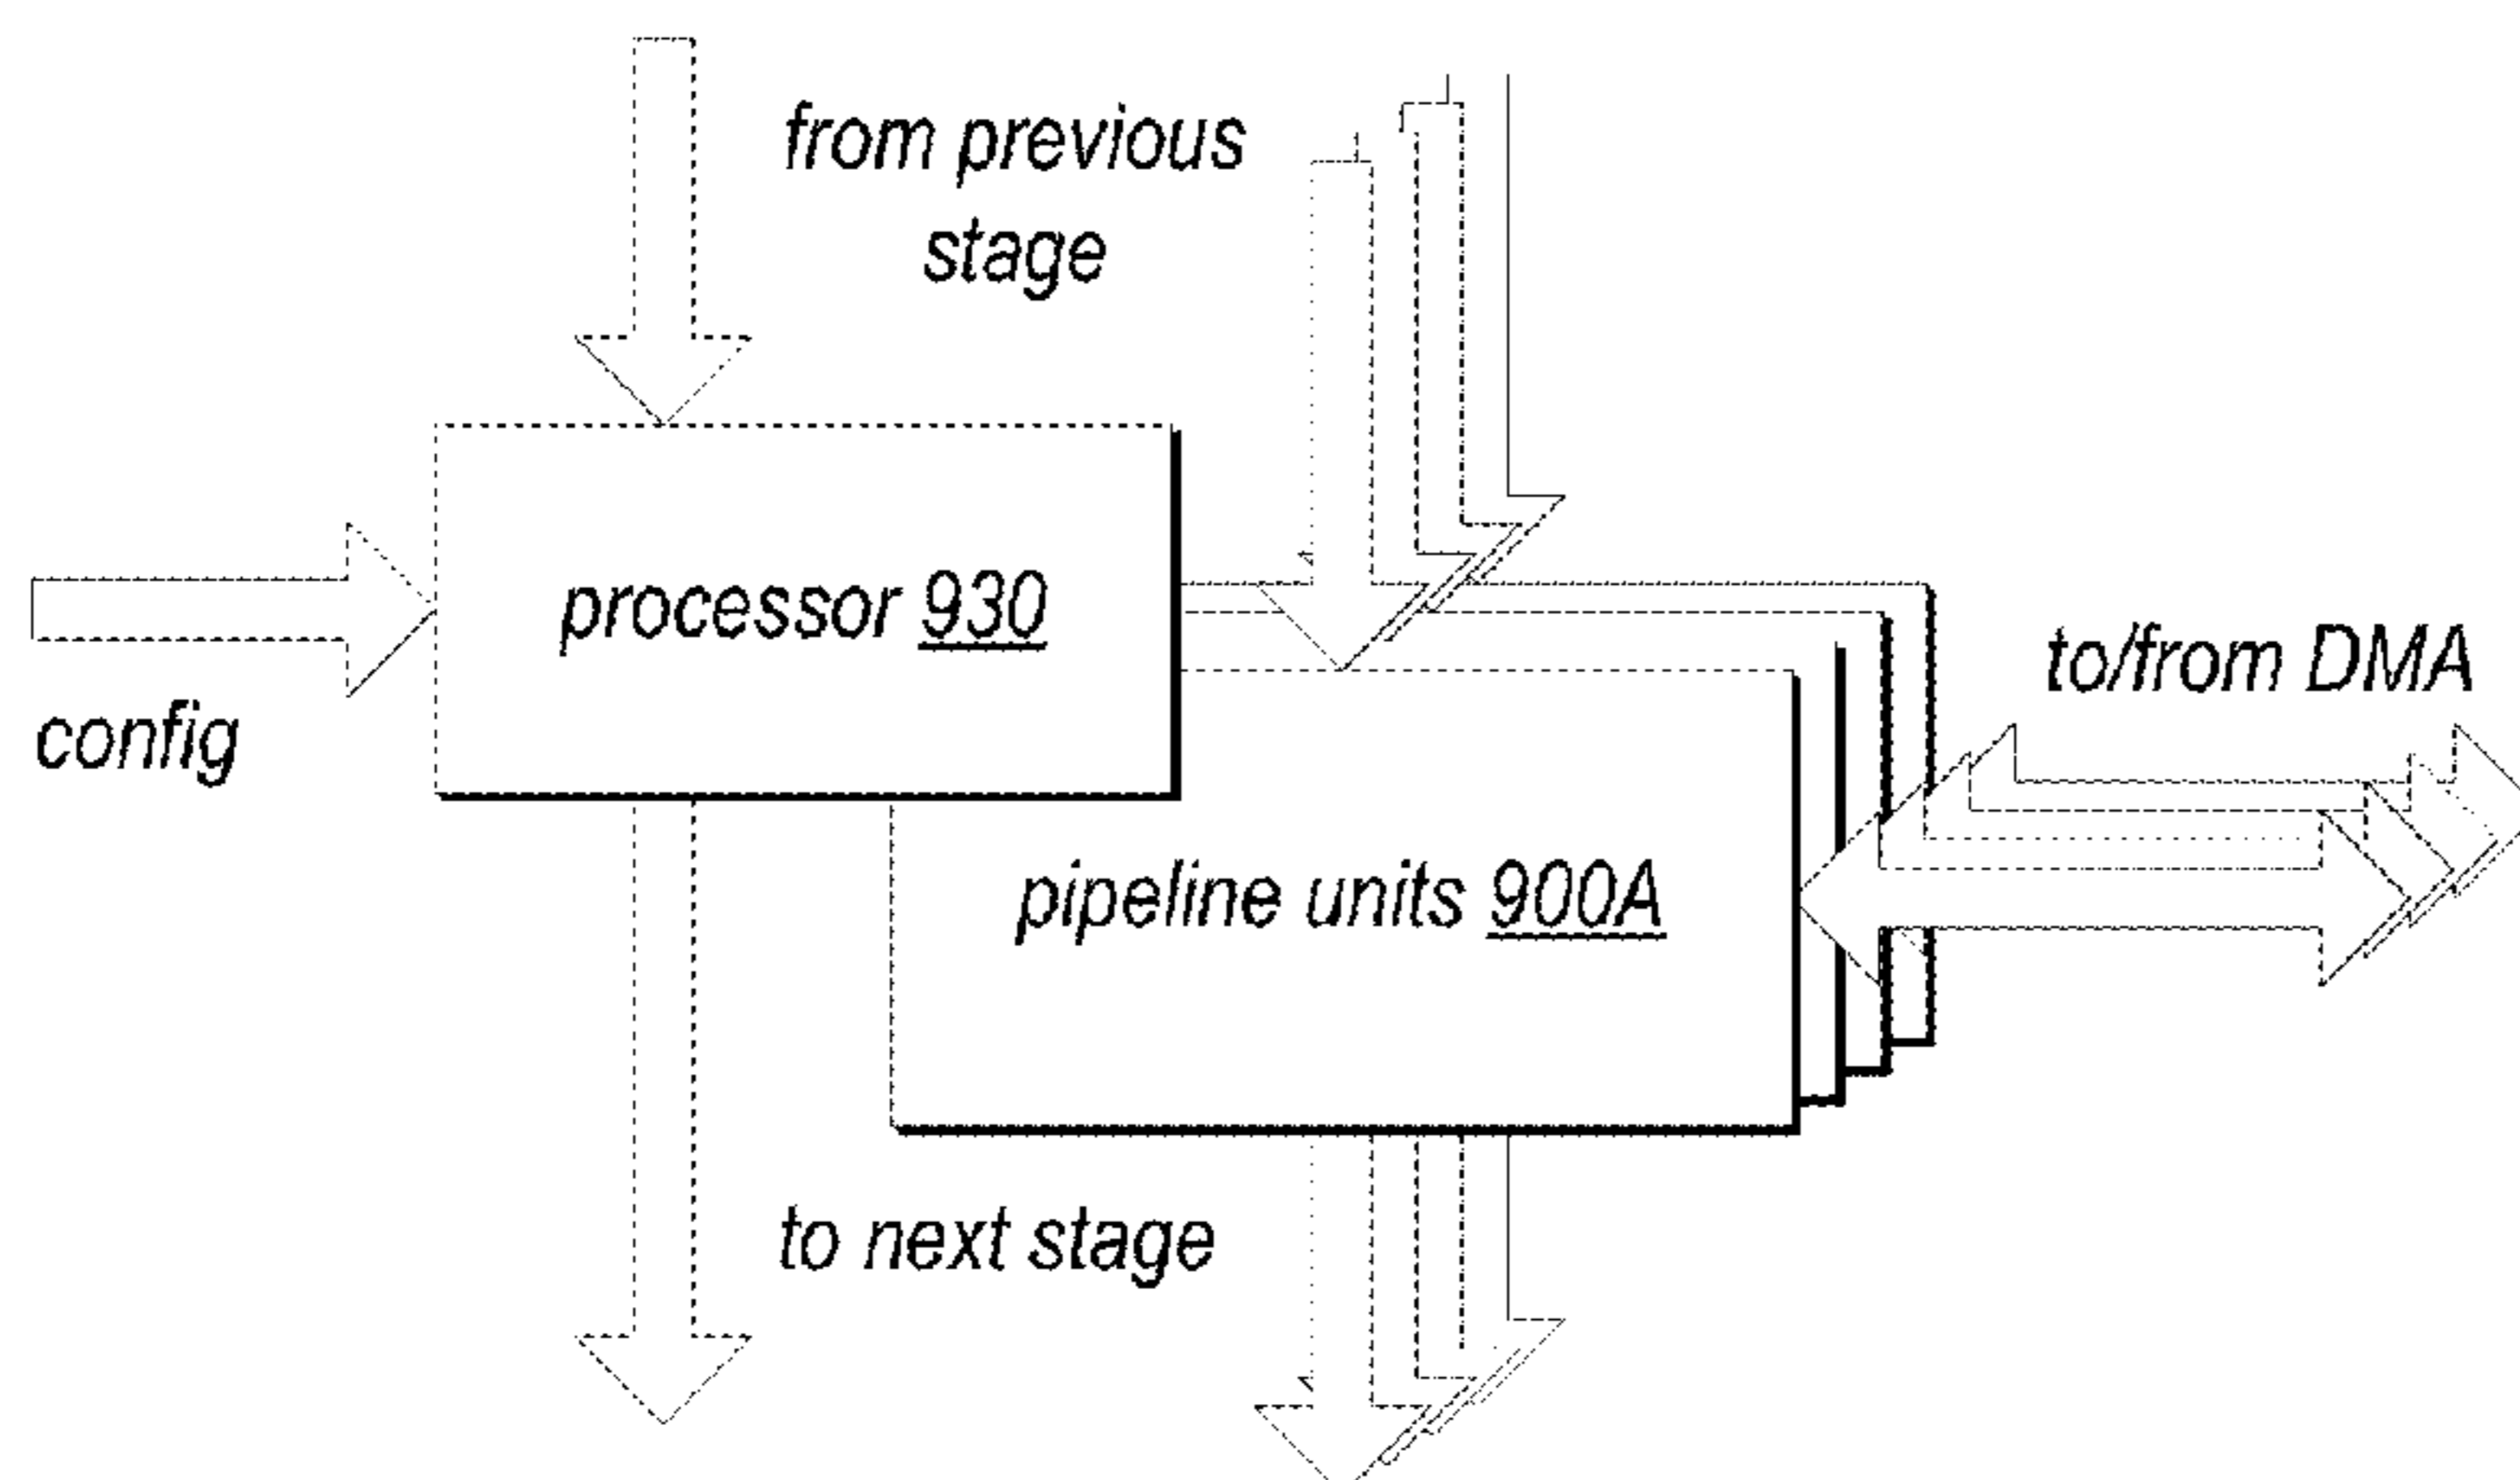 from previous
stage
processor 930
config
to/from DMA
pipeline units 900A
to next stage